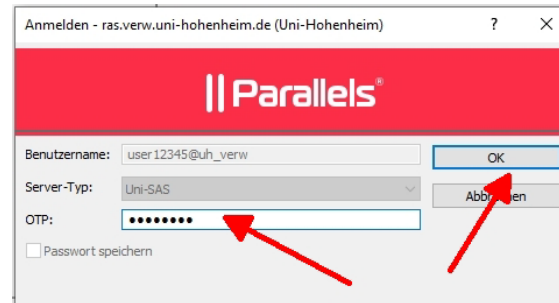 Anmelden - ras.verw.uni-hohenheim.de (Uni-Hohenheim) ? ×
|| Parallels®
Benutzername: user12345@uh_verw OK
Server-Typ: Uni-SAS
OTP: ••••••••
Passwort speichern